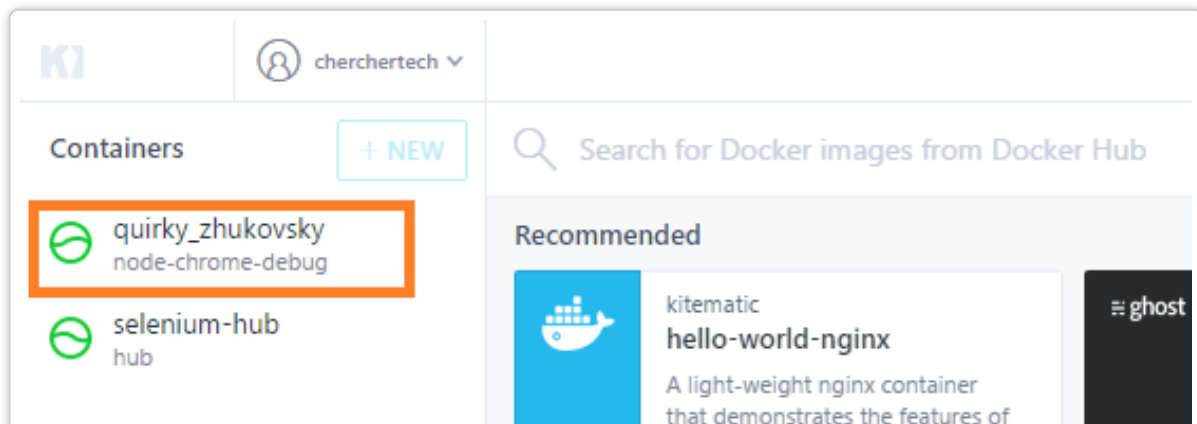 cherchertech
Containers
+ NEW
Search for Docker images from Docker Hub
quirky_zhukovsky
node-chrome-debug
selenium-hub
hub
Recommended
kitematic
hello-world-nginx
A light-weight nginx container
that demonstrates the features of
ghost